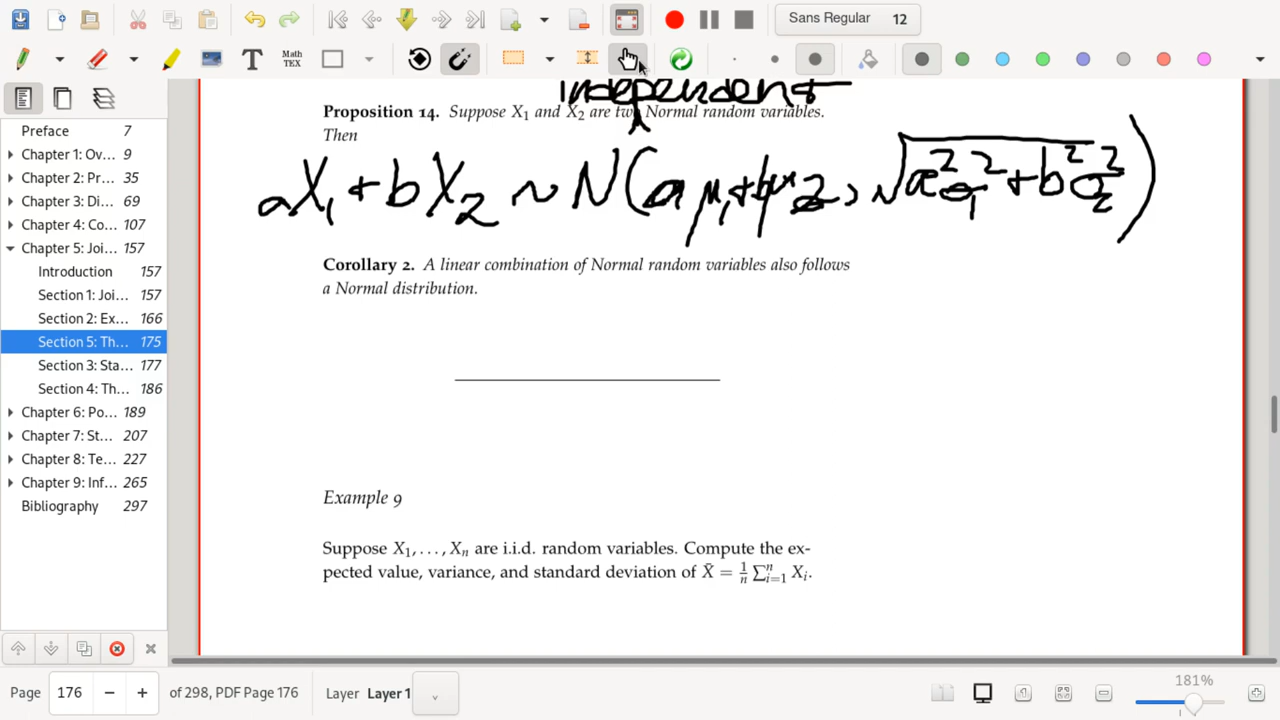 Sans Regular 12
Math
TEX
Preface 7
Chapter 1: Ov... 9
Chapter 2: Pr... 35
Chapter 3: Di... 69
Chapter 4: Co... 107
Chapter 5: Joi... 157
Introduction 157
Section 1: Joi... 157
Section 2: Ex... 166
Section 5: Th... 175
Section 3: Sta... 177
Section 4: Th... 186
Chapter 6: Po... 189
Chapter 7: St... 207
Chapter 8: Te... 227
Chapter 9: Inf... 265
Bibliography 297
independent
Proposition 14. Suppose X₁ and X₂ are two Normal random variables.
Then
aX₁ + bX₂ ~ N(aμ₁ + bμ₂, √a²σ₁² + b²σ₂²)
Corollary 2. A linear combination of Normal random variables also follows
a Normal distribution.
Example 9
Suppose X₁, . . . , Xₙ are i.i.d. random variables. Compute the ex-
pected value, variance, and standard deviation of X̄ = 1/n ∑ⁿᵢ₌₁ Xᵢ.
Page 176 − + of 298, PDF Page 176 Layer Layer 1 181%